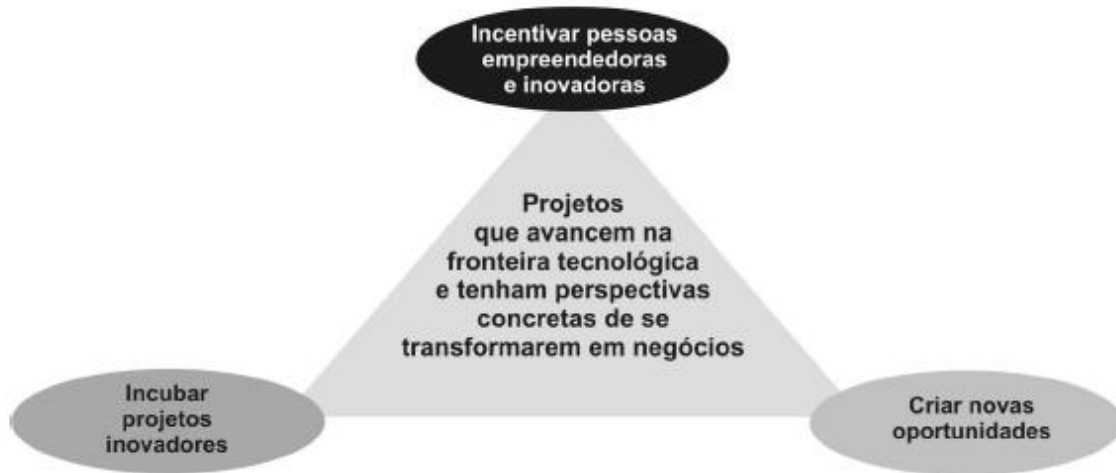 Incentivar pessoas
empreendedoras
e inovadoras
Projetos
que avancem na
fronteira tecnológica
e tenham perspectivas
concretas de se
transformarem em negócios
Incubar
projetos
inovadores
Criar novas
oportunidades